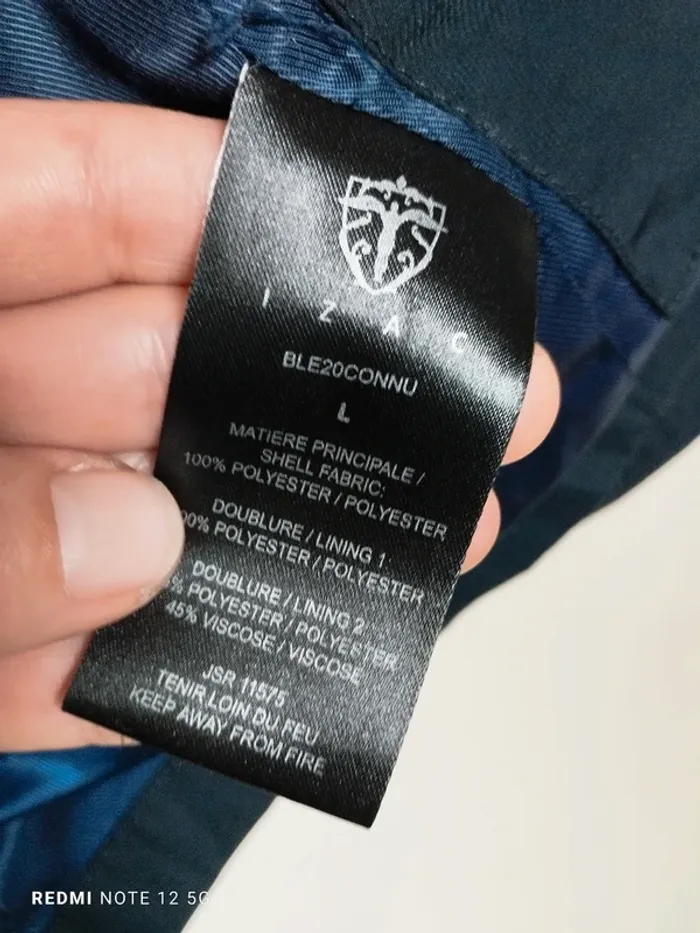 I Z A C
BLE20CONNU
L
MATIERE PRINCIPALE /
SHELL FABRIC:
100% POLYESTER / POLYESTER
DOUBLURE / LINING 1
00% POLYESTER / POLYESTER
DOUBLURE / LINING 2
% POLYESTER / POLYESTER
45% VISCOSE / VISCOSE
JSR 11575
TENIR LOIN DU FEU
KEEP AWAY FROM FIRE
REDMI NOTE 12 5G